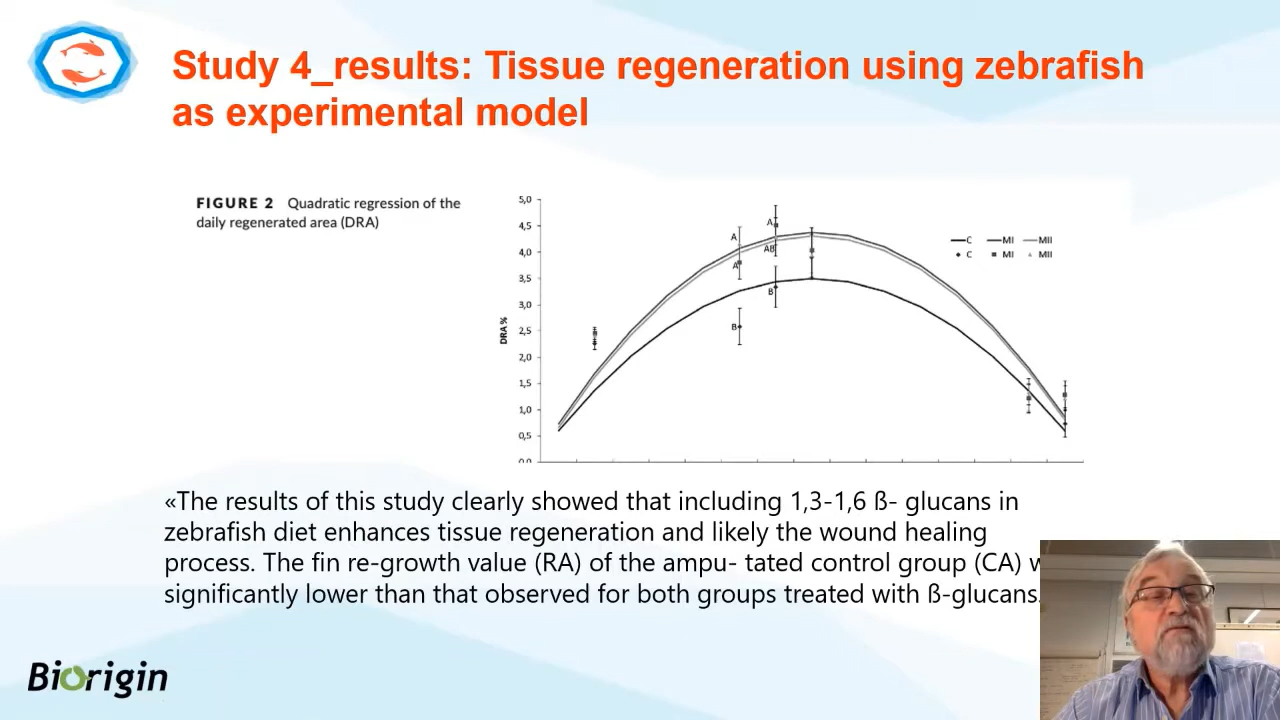 Study 4_results: Tissue regeneration using zebrafish
as experimental model
FIGURE 2 Quadratic regression of the
daily regenerated area (DRA)
DRA %
5,0
4,5
4,0
3,5
3,0
2,5
2,0
1,5
1,0
0,5
0,0
A
A
AB
A
B
B
C MI MII
C MI MII
«The results of this study clearly showed that including 1,3-1,6 ß- glucans in
zebrafish diet enhances tissue regeneration and likely the wound healing
process. The fin re-growth value (RA) of the ampu- tated control group (CA)
significantly lower than that observed for both groups treated with ß-glucans.
Biorigin